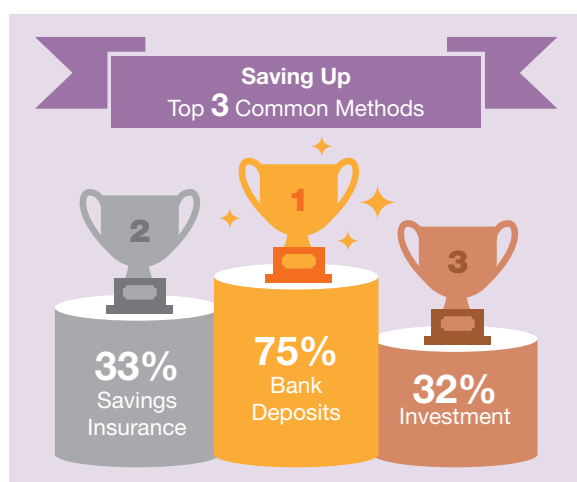 Saving Up
Top 3 Common Methods
1
2
3
75%
Bank
Deposits
33%
Savings
Insurance
32%
Investment